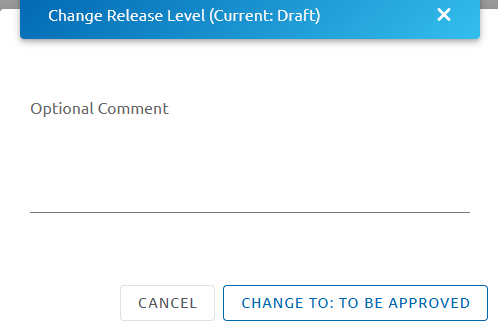 Change Release Level (Current: Draft)
Optional Comment
CANCEL
CHANGE TO: TO BE APPROVED